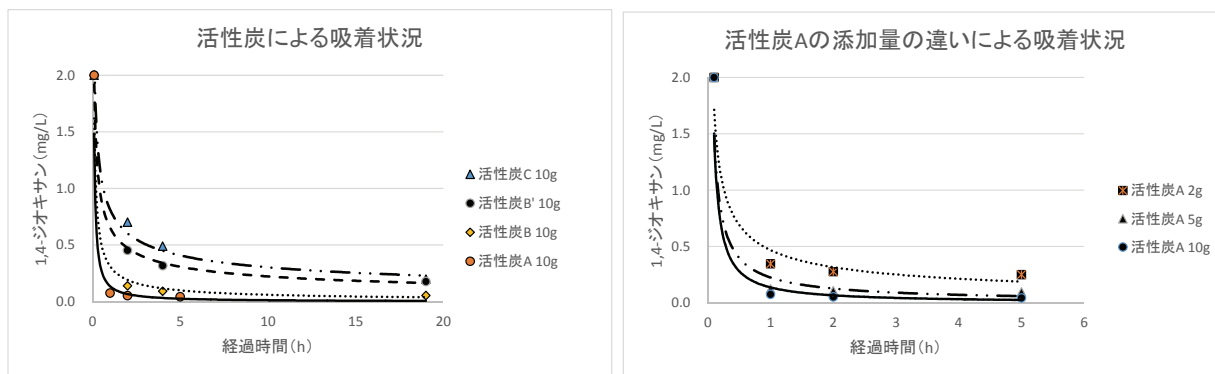 活性炭による吸着状況
1,4-ジオキサン(mg/L)
2.0
1.5
1.0
0.5
0.0
0
5
10
15
20
経過時間(h)
活性炭C 10g
活性炭B' 10g
活性炭B 10g
活性炭A 10g
活性炭Aの添加量の違いによる吸着状況
1,4-ジオキサン(mg/L)
2.0
1.5
1.0
0.5
0.0
0
1
2
3
4
5
6
経過時間(h)
活性炭A 2g
活性炭A 5g
活性炭A 10g